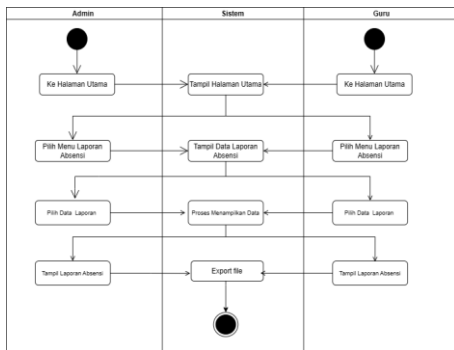 Admin
Sistem
Guru
Ke Halaman Utama
Tampil Halaman Utama
Ke Halaman Utama
Pilih Menu Laporan
Absensi
Tampil Data Laporan
Absensi
Pilih Menu Laporan
Absensi
Pilih Data Laporan
Proses Menampilkan Data
Pilih Data Laporan
Tampil Laporan Absensi
Export file
Tampil Laporan Absensi